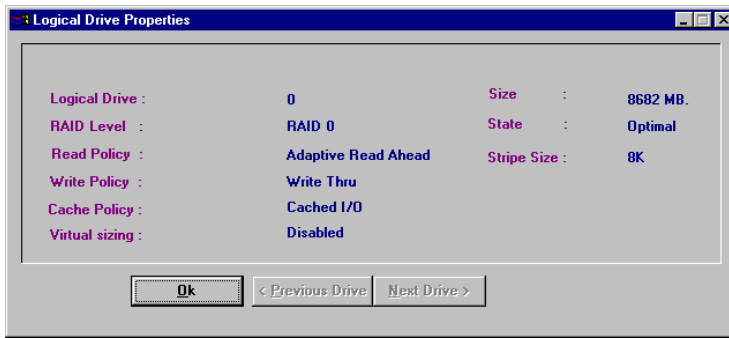 Logical Drive Properties
Logical Drive : 0 Size : 8682 MB.
RAID Level : RAID 0 State : Optimal
Read Policy : Adaptive Read Ahead Stripe Size : 8K
Write Policy : Write Thru
Cache Policy : Cached I/O
Virtual sizing : Disabled
Ok < Previous Drive Next Drive >